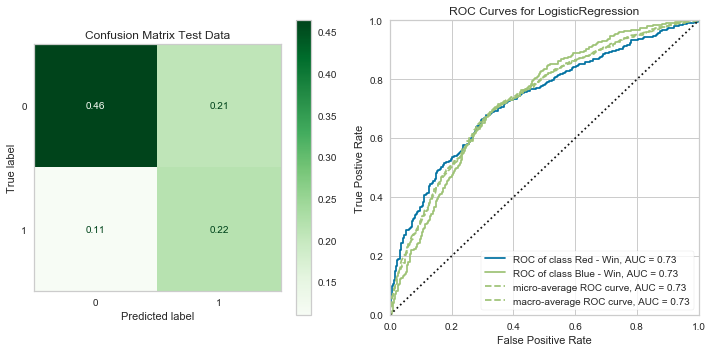 Confusion Matrix Test Data
True label
0
1
0.46
0.21
0.11
0.22
0
1
Predicted label
0.45
0.40
0.35
0.30
0.25
0.20
0.15
ROC Curves for LogisticRegression
True Postive Rate
1.0
0.8
0.6
0.4
0.2
0.0
0.0
0.2
0.4
0.6
0.8
1.0
False Positive Rate
ROC of class Red - Win, AUC = 0.73
ROC of class Blue - Win, AUC = 0.73
micro-average ROC curve, AUC = 0.73
macro-average ROC curve, AUC = 0.73